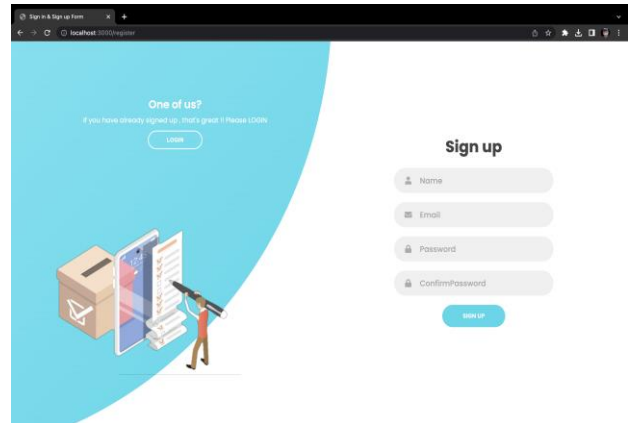 Sign in & Sign up Form
localhost:3000/register
One of us?
If you have already signed up , that's great !! Please LOGIN
LOGIN
Sign up
Name
Email
Password
ConfirmPassword
SIGN UP